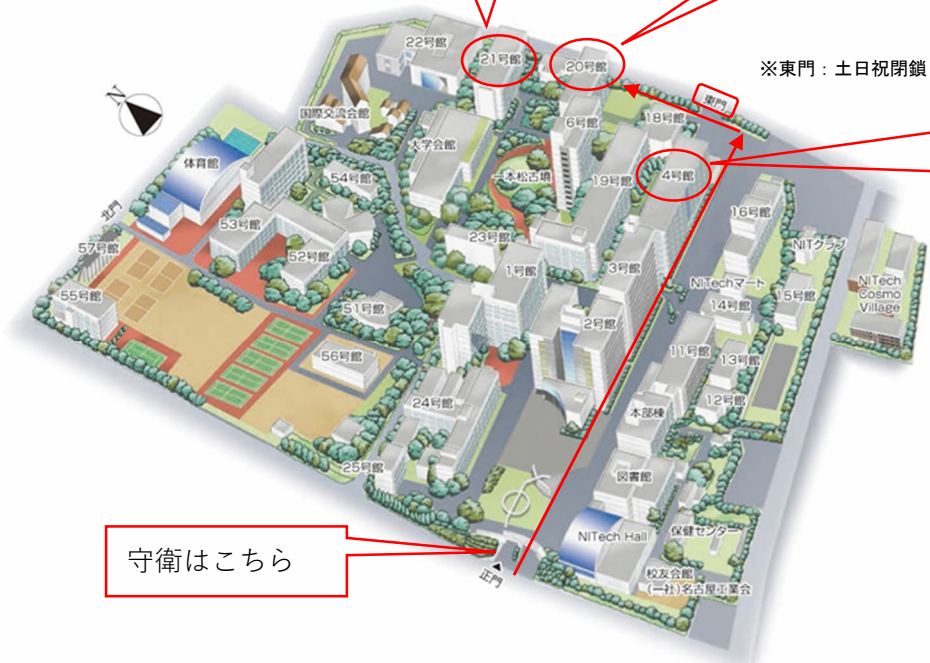 22号館
21号館
20号館
※東門：土日祝閉鎖
東門
国際交流会館
6号館
18号館
大学会館
4号館
体育館
一本松古墳
19号館
54号館
16号館
北門
53号館
23号館
NITクラブ
57号館
52号館
1号館
3号館
NITechマート
NITech
Cosmo
Village
55号館
51号館
14号館
15号館
2号館
56号館
11号館
13号館
24号館
本部棟
12号館
25号館
図書館
NITech Hall
保健センター
守衛はこちら
正門
校友会館
(一社)名古屋工業会
N